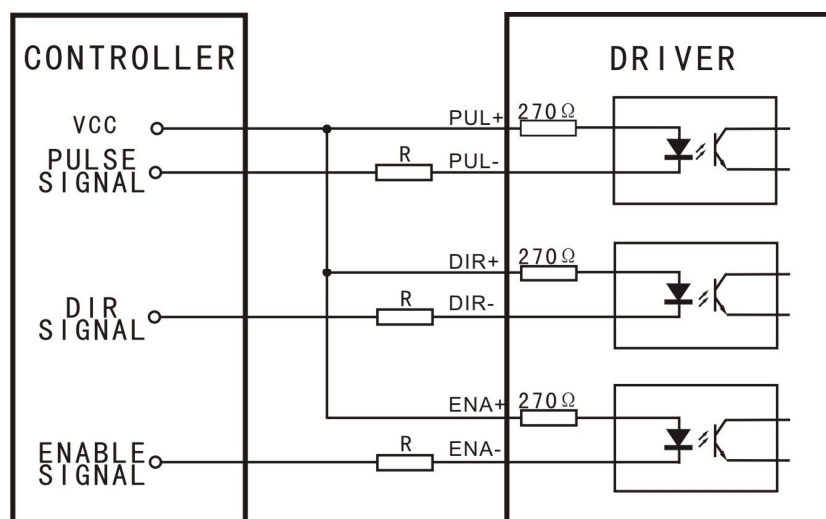 CONTROLLER
DRIVER
VCC
PUL+
270Ω
PULSE
SIGNAL
R
PUL-
DIR+
270Ω
DIR
SIGNAL
R
DIR-
ENA+
270Ω
ENABLE
SIGNAL
R
ENA-